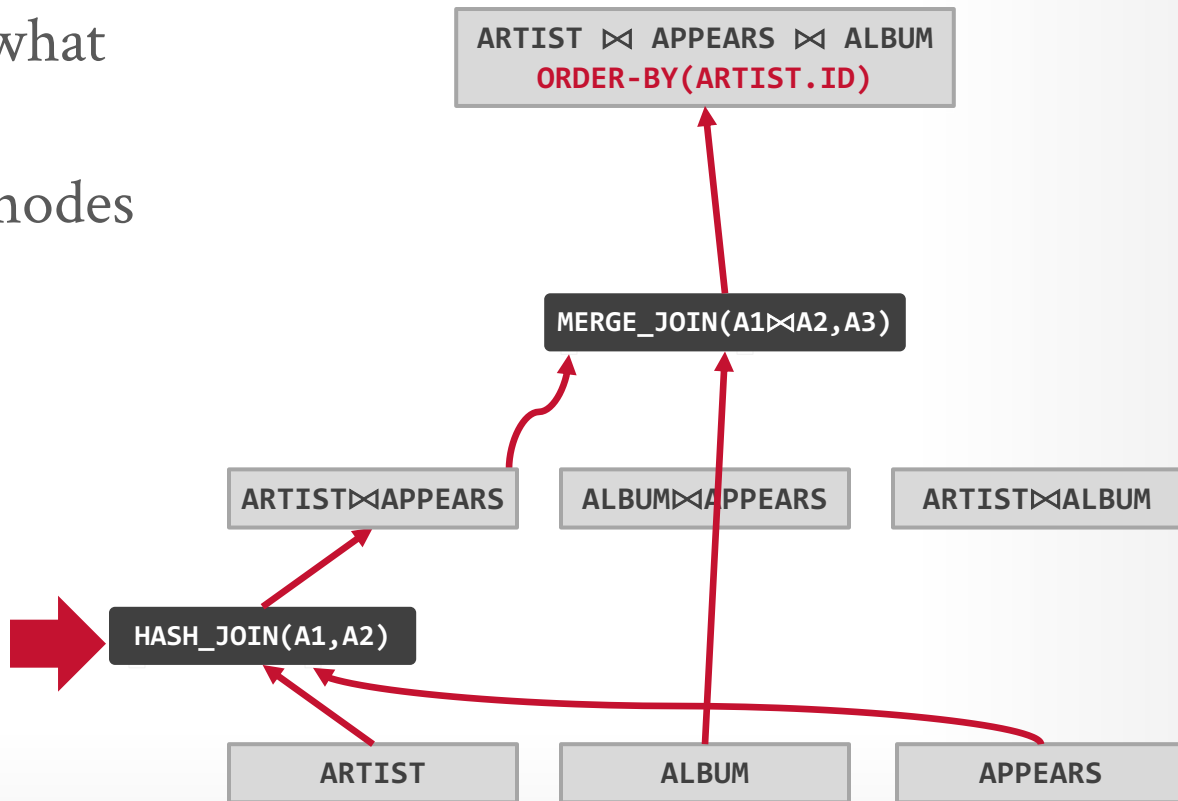 what
ARTIST ⋈ APPEARS ⋈ ALBUM
ORDER-BY(ARTIST.ID)
nodes
MERGE_JOIN(A1⋈A2,A3)
ARTIST⋈APPEARS
ALBUM⋈APPEARS
ARTIST⋈ALBUM
HASH_JOIN(A1,A2)
ARTIST
ALBUM
APPEARS